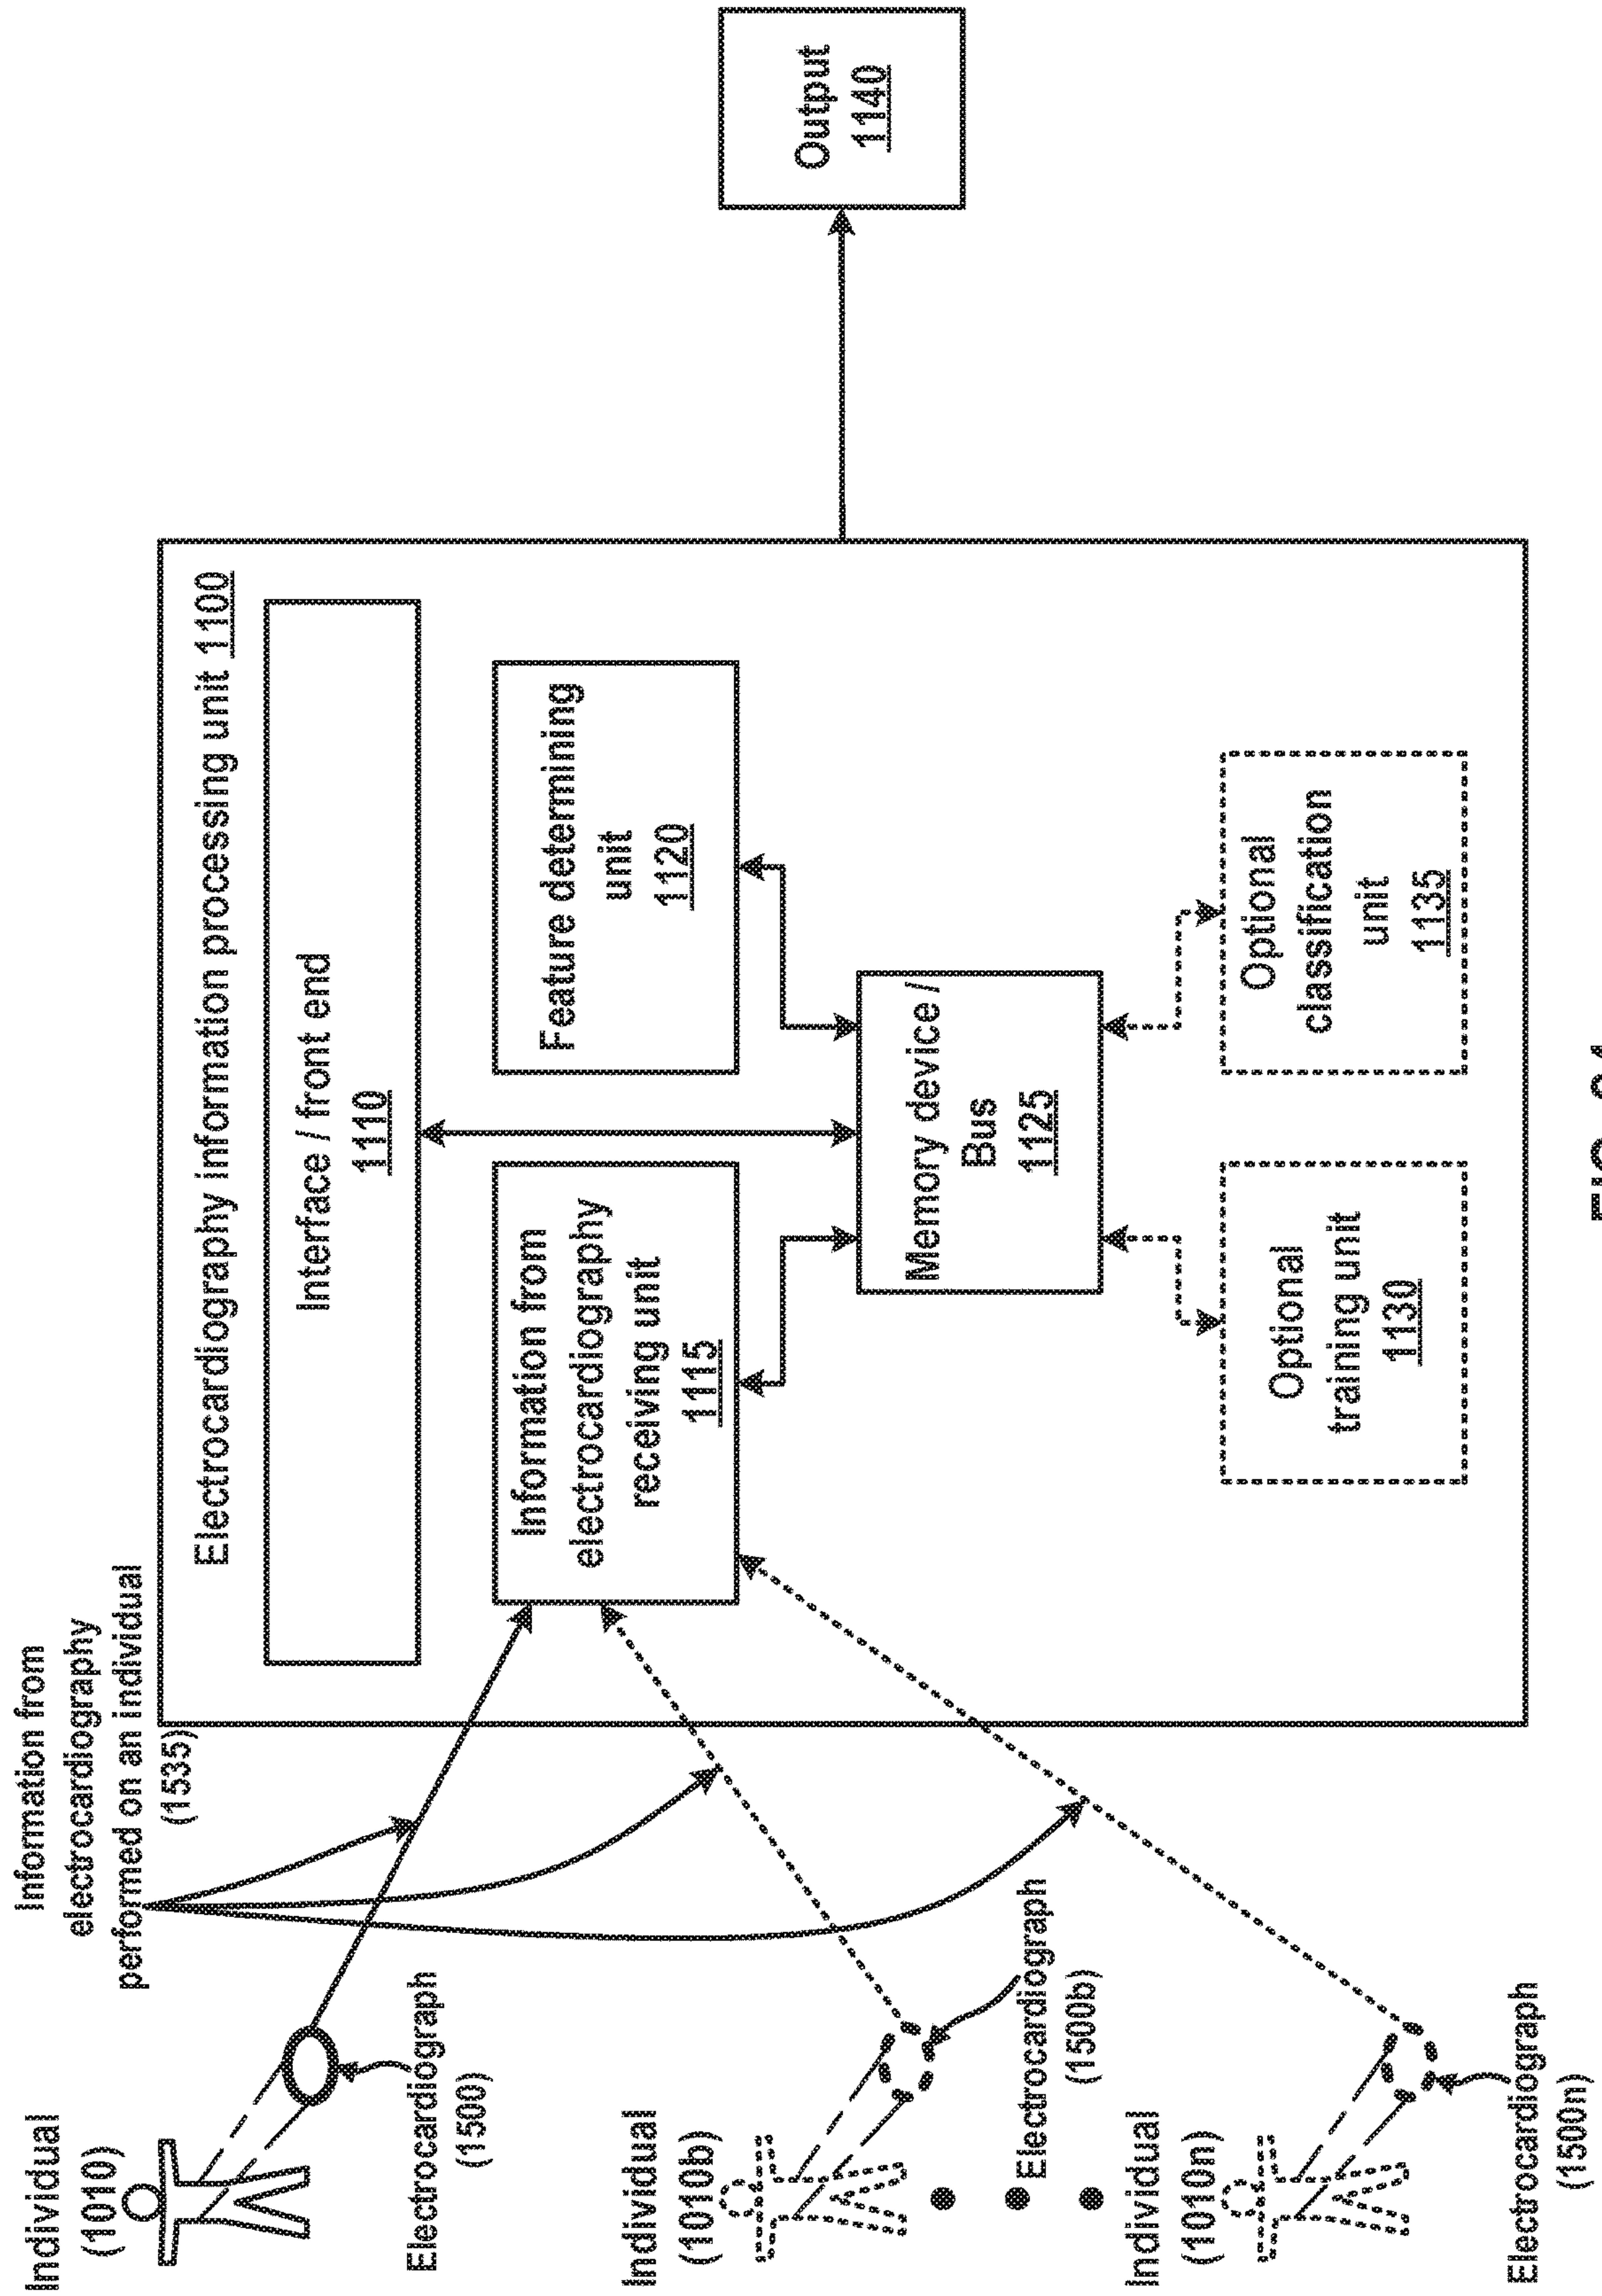 Individual
(1010)
Electrocardiograph
(1500)
Information from
electrocardiography
performed on an individual
(1535)
Individual
(1010b)
Electrocardiograph
(1500b)
Individual
(1010n)
Electrocardiograph
(1500n)
Electrocardiography information processing unit 1100
Interface / front end
1110
Information from
electrocardiography
receiving unit
1115
Feature determining
unit
1120
Memory device /
Bus
1125
Optional
training unit
1130
Optional
classification
unit
1135
Output
1140